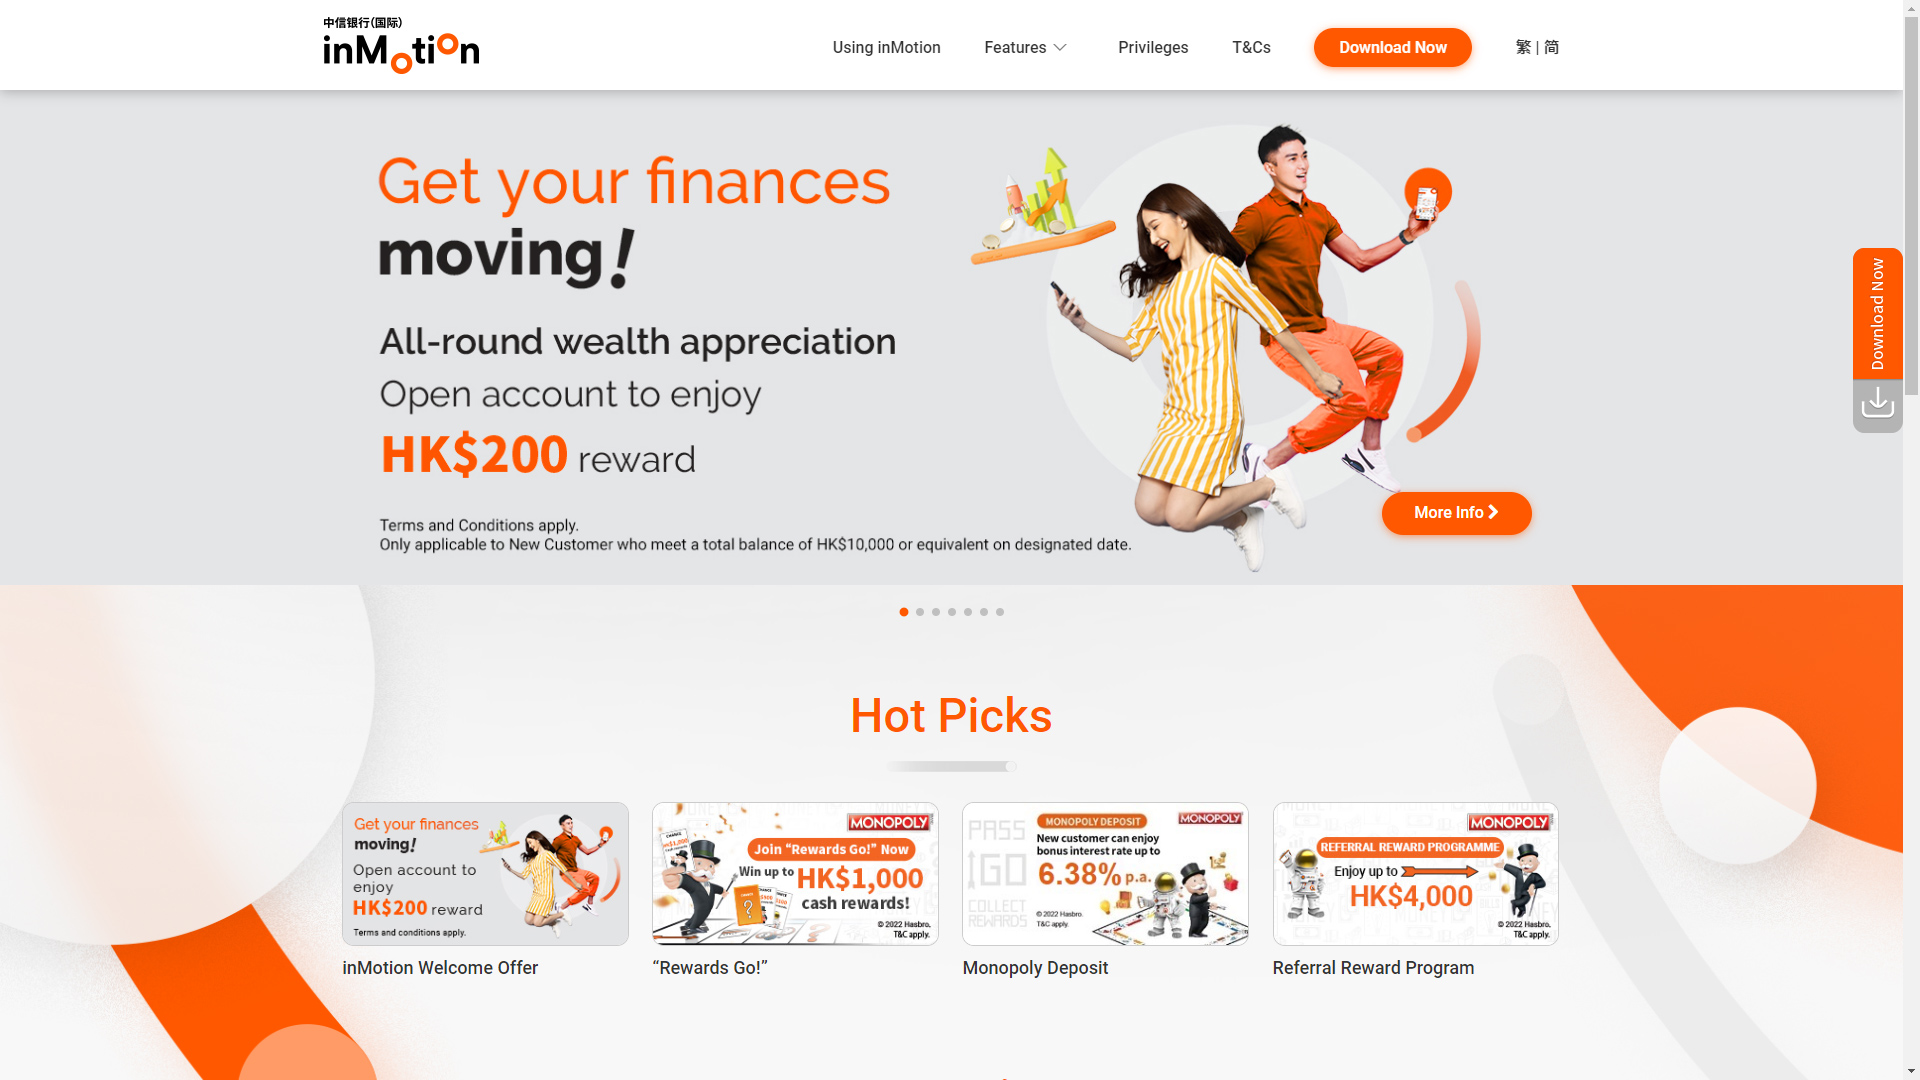 中信银行(国际)
inMotion
Using inMotion
Features
Privileges
T&Cs
Download Now
繁 | 简
Get your finances
moving!
All-round wealth appreciation
Open account to enjoy
HK$200 reward
Terms and Conditions apply.
Only applicable to New Customer who meet a total balance of HK$10,000 or equivalent on designated date.
More Info
Download Now
Hot Picks
Get your finances
moving!
Open account to
enjoy
HK$200 reward
Terms and conditions apply.
inMotion Welcome Offer
MONOPOLY
Join “Rewards Go!” Now
Win up to HK$1,000
cash rewards!
© 2022 Hasbro.
T&C apply.
“Rewards Go!”
MONOPOLY
MONOPOLY DEPOSIT
New customer can enjoy
bonus interest rate up to
6.38% p.a.
PASS
GO
COLLECT
REWARDS
© 2022 Hasbro.
T&C apply.
Monopoly Deposit
MONOPOLY
REFERRAL REWARD PROGRAMME
Enjoy up to
HK$4,000
© 2022 Hasbro.
T&C apply.
Referral Reward Program